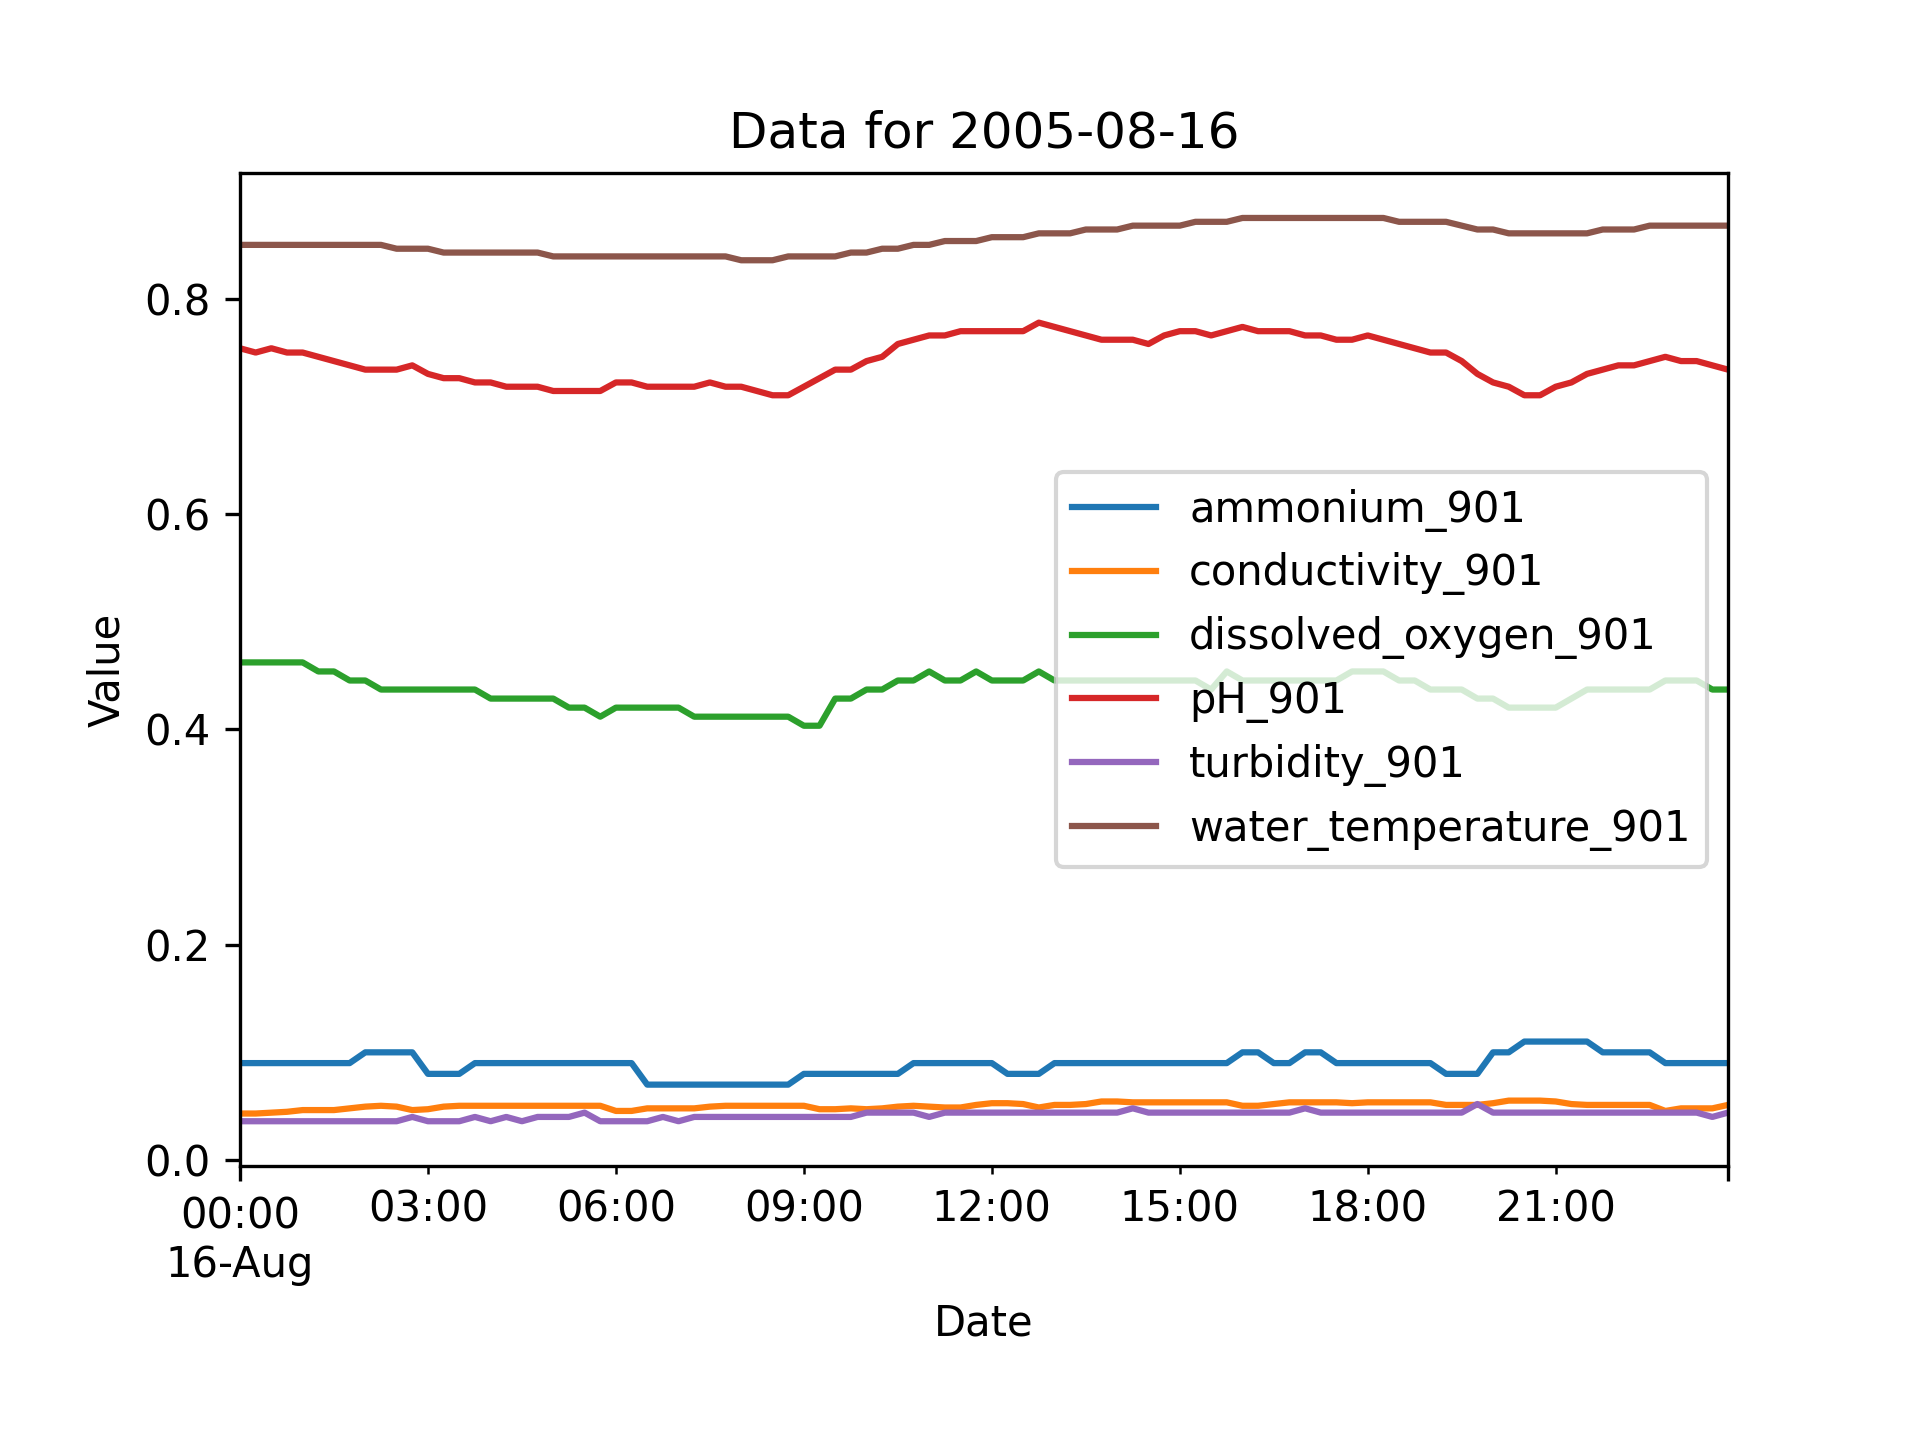 Data for 2005-08-16
Value
0.8
0.6
0.4
0.2
0.0
ammonium_901
conductivity_901
dissolved_oxygen_901
pH_901
turbidity_901
water_temperature_901
00:00 03:00 06:00 09:00 12:00 15:00 18:00 21:00
16-Aug
Date